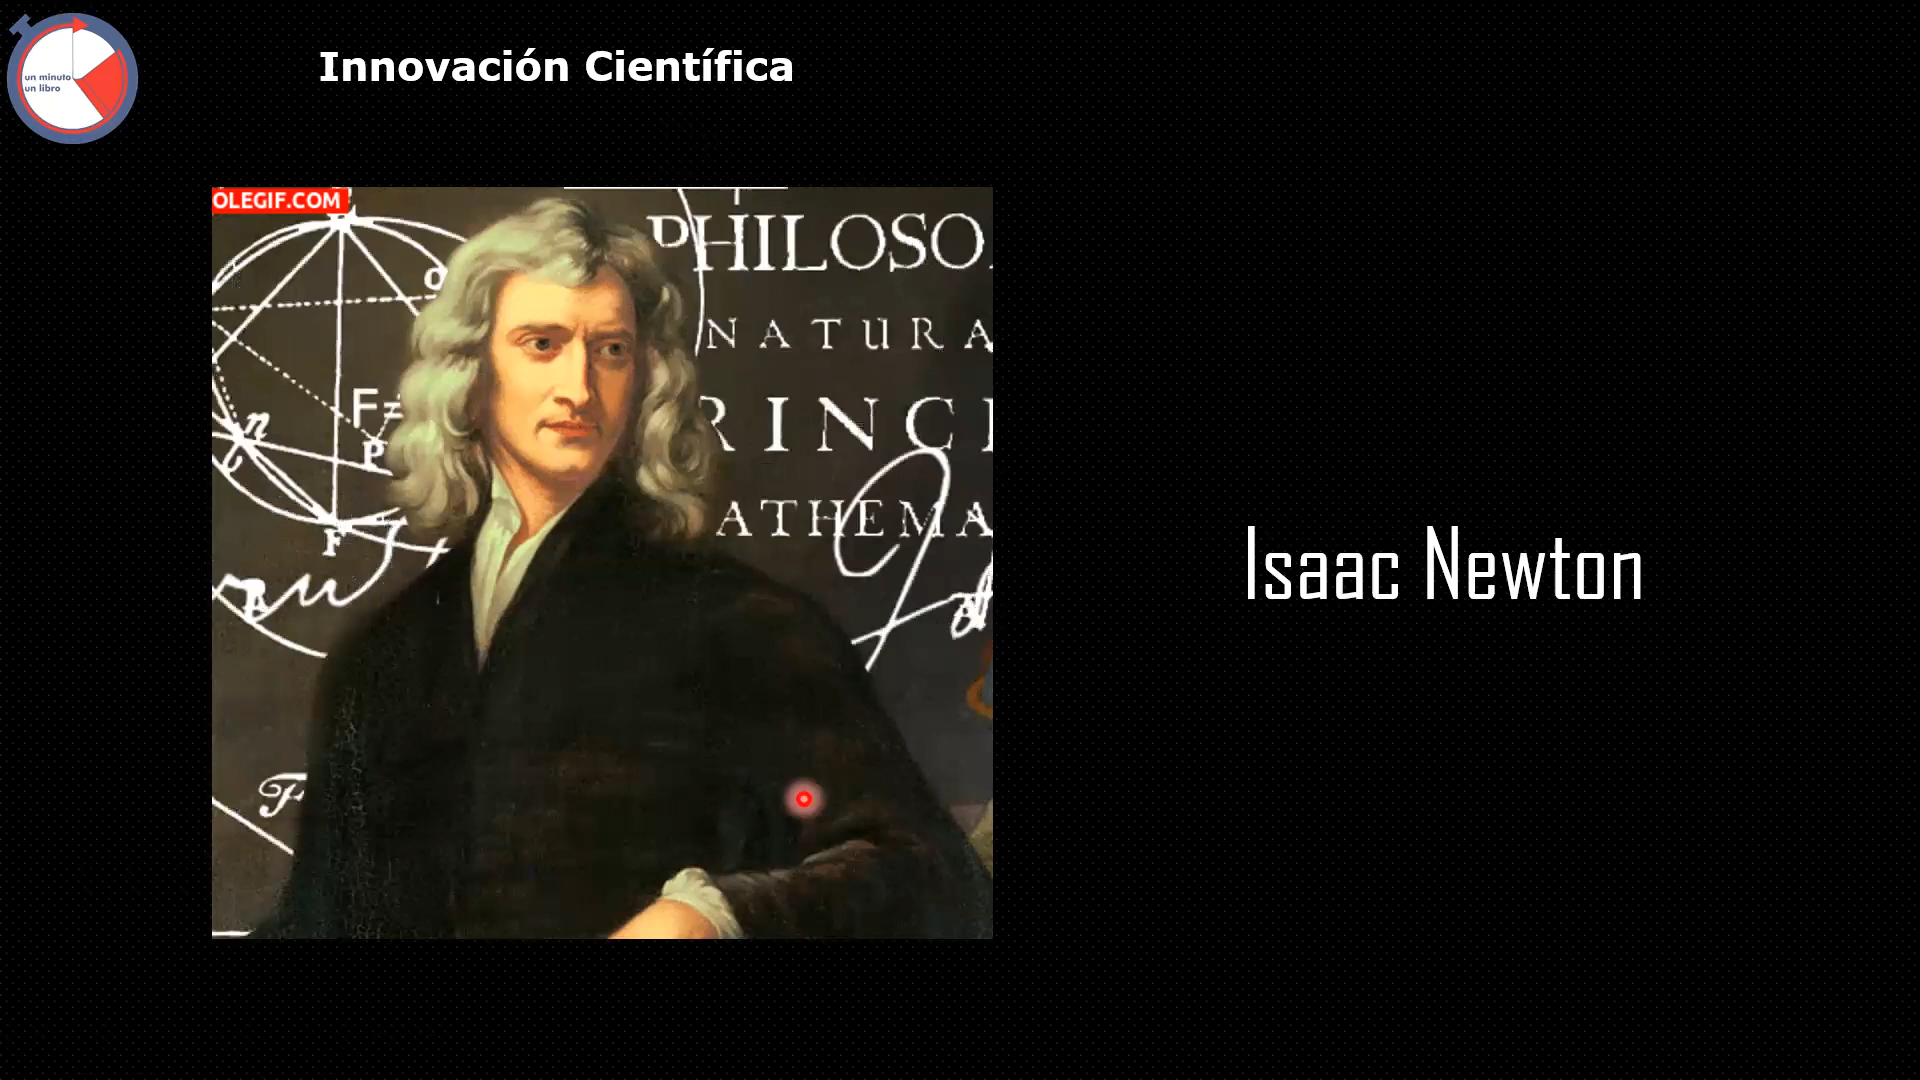 un minuto
un libro
Innovación Científica
OLEGIF.COM
PHILOSO
NATURA
RINC
ATHEMA
F=
P
n
F
F
Isaac Newton